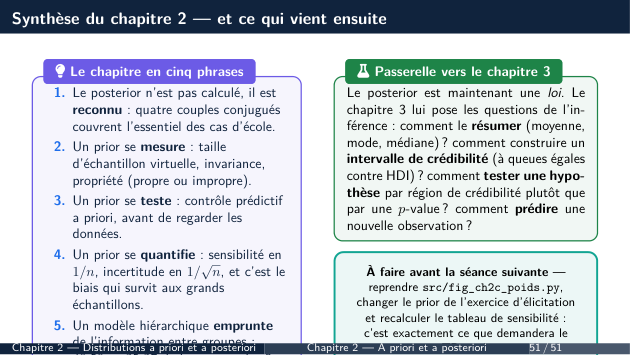 Synthèse du chapitre 2 — et ce qui vient ensuite
Le chapitre en cinq phrases
1. Le posterior n'est pas calculé, il est
reconnu : quatre couples conjugués
couvrent l'essentiel des cas d'école.
2. Un prior se mesure : taille
d'échantillon virtuelle, invariance,
propriété (propre ou impropre).
3. Un prior se teste : contrôle prédictif
a priori, avant de regarder les
données.
4. Un prior se quantifie : sensibilité en
1/n, incertitude en 1/√n, et c'est le
biais qui survit aux grands
échantillons.
5. Un modèle hiérarchique emprunte
de l'information entre groupes :
Passerelle vers le chapitre 3
Le posterior est maintenant une loi. Le
chapitre 3 lui pose les questions de l'in-
férence : comment le résumer (moyenne,
mode, médiane) ? comment construire un
intervalle de crédibilité (à queues égales
contre HDI) ? comment tester une hypo-
thèse par région de crédibilité plutôt que
par une p-value ? comment prédire une
nouvelle observation ?
À faire avant la séance suivante —
reprendre src/fig_ch2c_poids.py,
changer le prior de l'exercice d'élicitation
et recalculer le tableau de sensibilité :
c'est exactement ce que demandera le
Chapitre 2 — Distributions a priori et a posteriori
Chapitre 2 — A priori et a posteriori
51 / 51